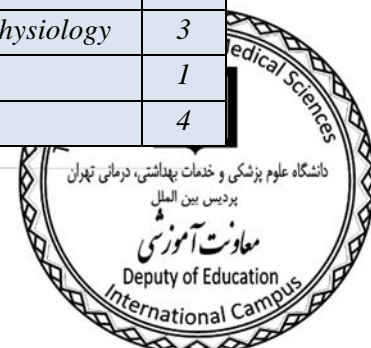 hysiology 3
1
4
edical Sciences
دانشگاه علوم پزشکی و خدمات بهداشتی، درمانی تهران
پردیس بین الملل
معاونت آموزشی
Deputy of Education
International Campus